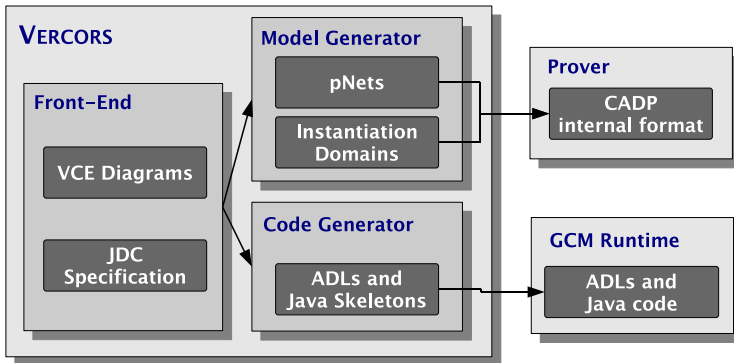 VERCORS
Front-End
VCE Diagrams
JDC
Specification
Model Generator
pNets
Instantiation
Domains
Code Generator
ADLs and
Java Skeletons
Prover
CADP
internal format
GCM Runtime
ADLs and
Java code